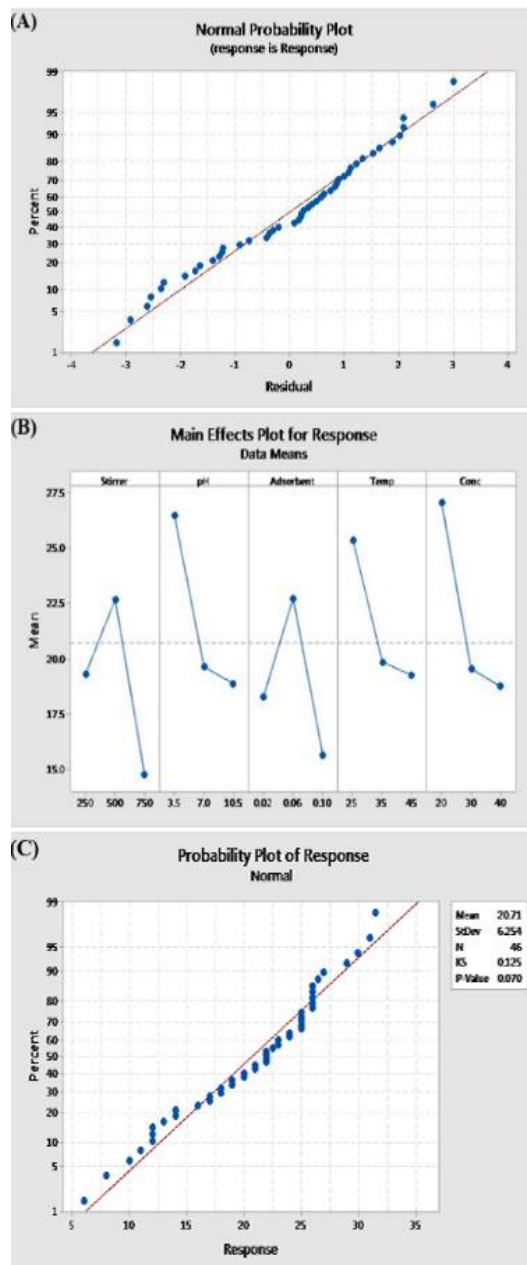 (A)
Normal Probability Plot
(response is Response)
99
95
90
80
70
60
50
40
30
20
10
5
1
Percent
-4 -3 -2 -1 0 1 2 3 4
Residual
(B)
Main Effects Plot for Response
Data Means
Stirrer pH Adsorbent Temp Conc
27.5
25.0
22.5
20.0
17.5
15.0
Mean
250 500 750 3.5 7.0 10.5 0.02 0.06 0.10 25 35 45 20 30 40
(C)
Probability Plot of Response
Normal
99
95
90
80
70
60
50
40
30
20
10
5
1
Percent
5 10 15 20 25 30 35
Response
Mean 20.71
StDev 6.254
N 46
KS 0.125
P-Value 0.070